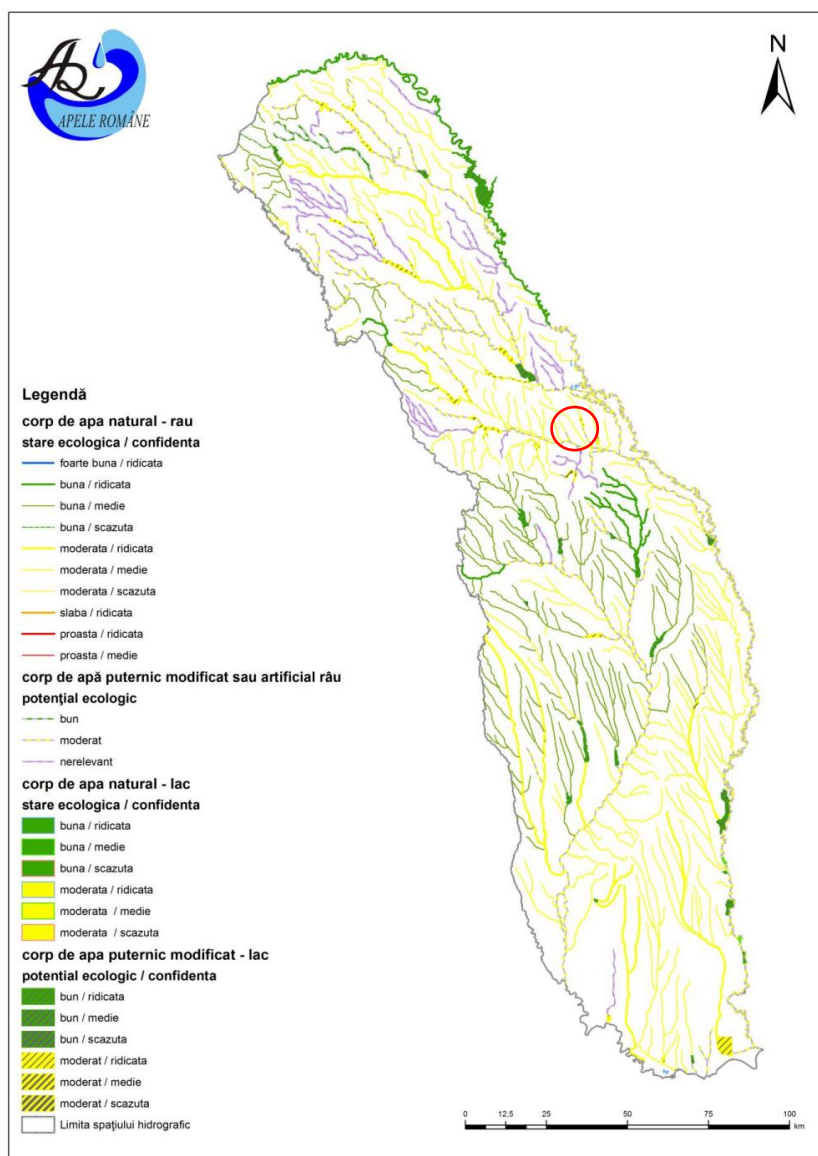 APELE ROMÂNE
N
Legendă
corp de apa natural - rau
stare ecologica / confidenta
foarte buna / ridicata
buna / ridicata
buna / medie
buna / scazuta
moderata / ridicata
moderata / medie
moderata / scazuta
slaba / ridicata
proasta / ridicata
proasta / medie
corp de apă puternic modificat sau artificial râu
potențial ecologic
bun
moderat
nerelevant
corp de apa natural - lac
stare ecologica / confidenta
buna / ridicata
buna / medie
buna / scazuta
moderata / ridicata
moderata / medie
moderata / scazuta
corp de apa puternic modificat - lac
potential ecologic / confidenta
bun / ridicata
bun / medie
bun / scazuta
moderat / ridicata
moderat / medie
moderat / scazuta
Limita spațiului hidrografic
0 12,5 25 50 75 100
km